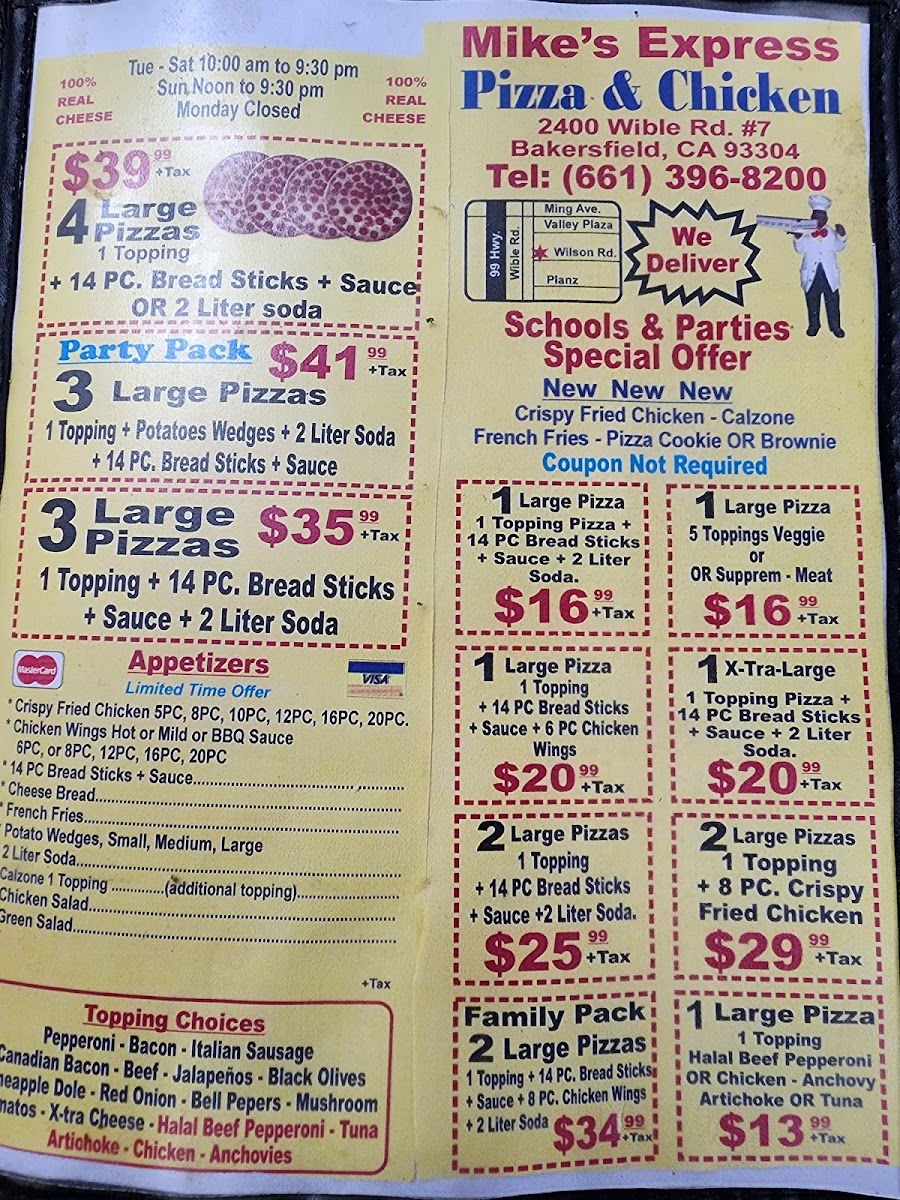 Tue - Sat 10:00 am to 9:30 pm
Sun Noon to 9:30 pm
Monday Closed
100%
REAL
CHEESE
100%
REAL
CHEESE
$39.99 +Tax
4 Large
Pizzas
1 Topping
+ 14 PC. Bread Sticks + Sauce
OR 2 Liter soda
Party Pack $41.99 +Tax
3 Large Pizzas
1 Topping + Potatoes Wedges + 2 Liter Soda
+ 14 PC. Bread Sticks + Sauce
3 Large
Pizzas $35.99 +Tax
1 Topping + 14 PC. Bread Sticks
+ Sauce + 2 Liter Soda
MasterCard
Appetizers
VISA
Limited Time Offer
* Crispy Fried Chicken 5PC, 8PC, 10PC, 12PC, 16PC, 20PC.
* Chicken Wings Hot or Mild or BBQ Sauce
6PC, or 8PC, 12PC, 16PC, 20PC
* 14 PC Bread Sticks + Sauce
* Cheese Bread
* French Fries
* Potato Wedges, Small, Medium, Large
2 Liter Soda
Calzone 1 Topping ............(additional topping)
Chicken Salad
Green Salad
+Tax
Topping Choices
Pepperoni - Bacon - Italian Sausage
Canadian Bacon - Beef - Jalapeños - Black Olives
neapple Dole - Red Onion - Bell Pepers - Mushroom
matos - X-tra Cheese - Halal Beef Pepperoni - Tuna
Artichoke - Chicken - Anchovies
Mike's Express
Pizza & Chicken
2400 Wible Rd. #7
Bakersfield, CA 93304
Tel: (661) 396-8200
99 Hwy.
Wible Rd.
Ming Ave.
Valley Plaza
Wilson Rd.
Planz
We
Deliver
Schools & Parties
Special Offer
New New New
Crispy Fried Chicken - Calzone
French Fries - Pizza Cookie OR Brownie
Coupon Not Required
1 Large Pizza
1 Topping Pizza +
14 PC Bread Sticks
+ Sauce + 2 Liter
Soda.
$16.99 +Tax
1 Large Pizza
5 Toppings Veggie
or
OR Supprem - Meat
$16.99 +Tax
1 Large Pizza
1 Topping
+ 14 PC Bread Sticks
+ Sauce + 6 PC Chicken
Wings
$20.99 +Tax
1 X-Tra-Large
1 Topping Pizza +
14 PC Bread Sticks
+ Sauce + 2 Liter
Soda.
$20.99 +Tax
2 Large Pizzas
1 Topping
+ 14 PC Bread Sticks
+ Sauce +2 Liter Soda.
$25.99 +Tax
2 Large Pizzas
1 Topping
+ 8 PC. Crispy
Fried Chicken
$29.99 +Tax
Family Pack
2 Large Pizzas
1 Topping + 14 PC. Bread Sticks
+ Sauce + 8 PC. Chicken Wings
+ 2 Liter Soda $34.99 +Tax
1 Large Pizza
1 Topping
Halal Beef Pepperoni
OR Chicken - Anchovy
Artichoke OR Tuna
$13.99 +Tax